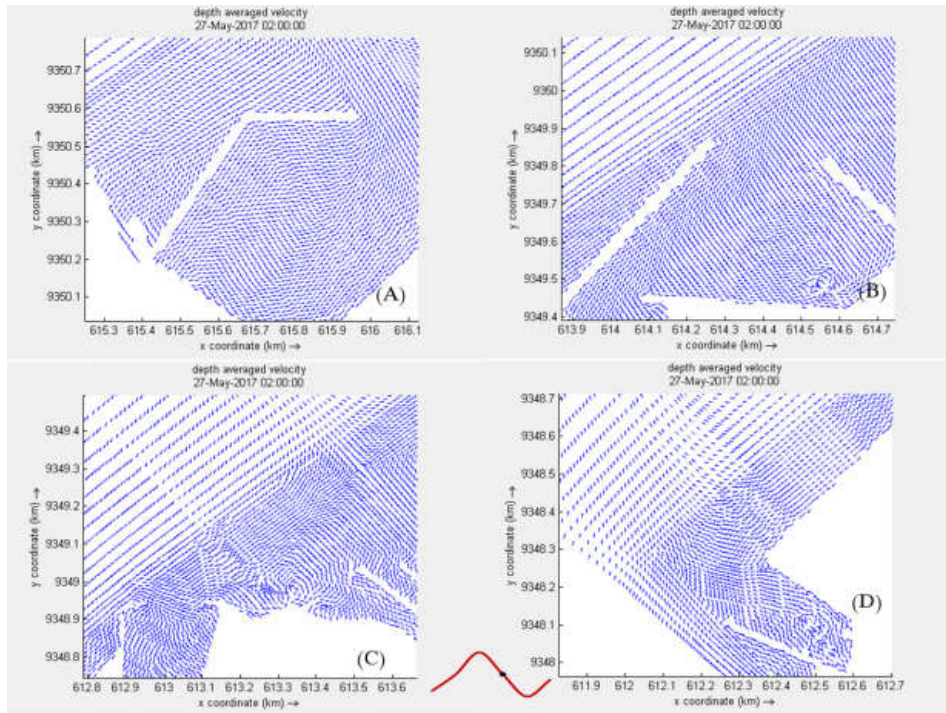 depth averaged velocity
27-May-2017 02:00:00
9350.7
9350.6
9350.5
9350.4
9350.3
9350.2
9350.1
y coordinate (km) →
(A)
615.3 615.4 615.5 615.6 615.7 615.8 615.9 616 616.1
x coordinate (km) →
depth averaged velocity
27-May-2017 02:00:00
9350.1
9350
9349.9
9349.8
9349.7
9349.6
9349.5
9349.4
y coordinate (km) →
(B)
613.9 614 614.1 614.2 614.3 614.4 614.5 614.6 614.7
x coordinate (km) →
depth averaged velocity
27-May-2017 02:00:00
9349.4
9349.3
9349.2
9349.1
9349
9348.9
9348.8
y coordinate (km) →
(C)
612.8 612.9 613 613.1 613.2 613.3 613.4 613.5 613.6
x coordinate (km) →
depth averaged velocity
27-May-2017 02:00:00
9348.7
9348.6
9348.5
9348.4
9348.3
9348.2
9348.1
9348
y coordinate (km) →
(D)
611.9 612 612.1 612.2 612.3 612.4 612.5 612.6 612.7
x coordinate (km) →